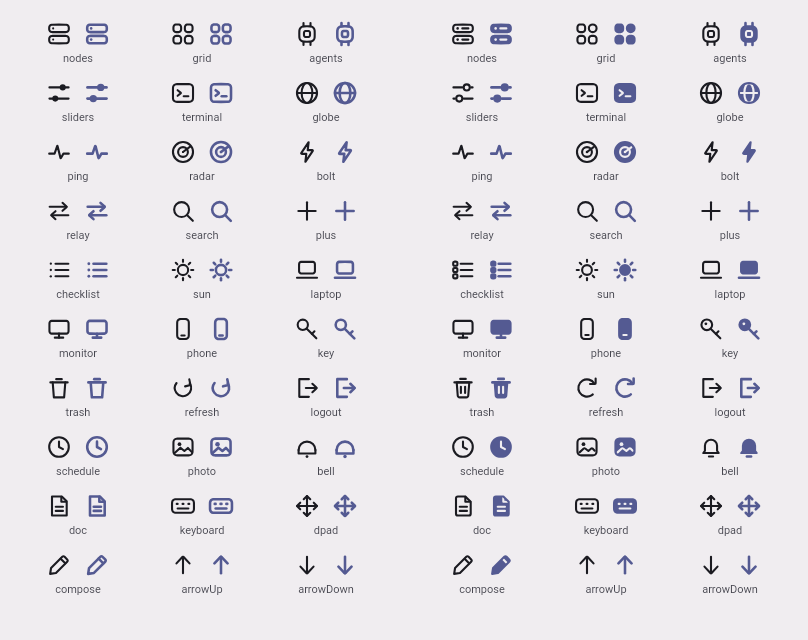 nodes grid agents nodes grid agents
sliders terminal globe sliders terminal globe
ping radar bolt ping radar bolt
relay search plus relay search plus
checklist sun laptop checklist sun laptop
monitor phone key monitor phone key
trash refresh logout trash refresh logout
schedule photo bell schedule photo bell
doc keyboard dpad doc keyboard dpad
compose arrowUp arrowDown compose arrowUp arrowDown